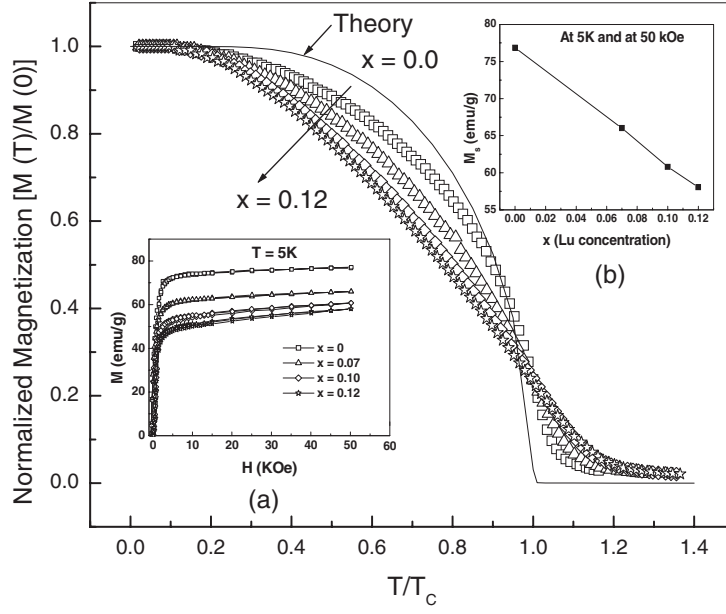 Normalized Magnetization [M (T)/M (0)]
1.0
0.8
0.6
0.4
0.2
0.0
0.0 0.2 0.4 0.6 0.8 1.0 1.2 1.4
T/T_C
Theory
x = 0.0
x = 0.12
T = 5K
M (emu/g)
80
60
40
20
0
0 10 20 30 40 50 60
H (KOe)
x = 0
x = 0.07
x = 0.10
x = 0.12
(a)
At 5K and at 50 kOe
M_s (emu/g)
80
75
70
65
60
55
0.00 0.02 0.04 0.06 0.08 0.10 0.12
x (Lu concentration)
(b)